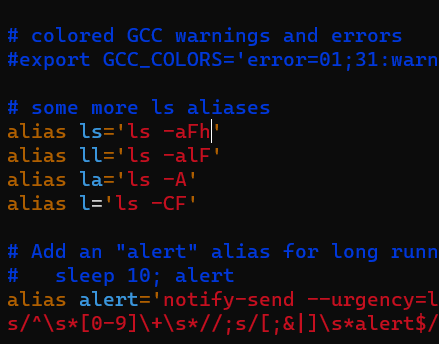 # colored GCC warnings and errors
#export GCC_COLORS='error=01;31:warn
# some more ls aliases
alias ls='ls -aFh'
alias ll='ls -alF'
alias la='ls -A'
alias l='ls -CF'
# Add an "alert" alias for long runn
#   sleep 10; alert
alias alert='notify-send --urgency=l
s/^\s*[0-9]\+\s*//;s/[;&|]\s*alert$/